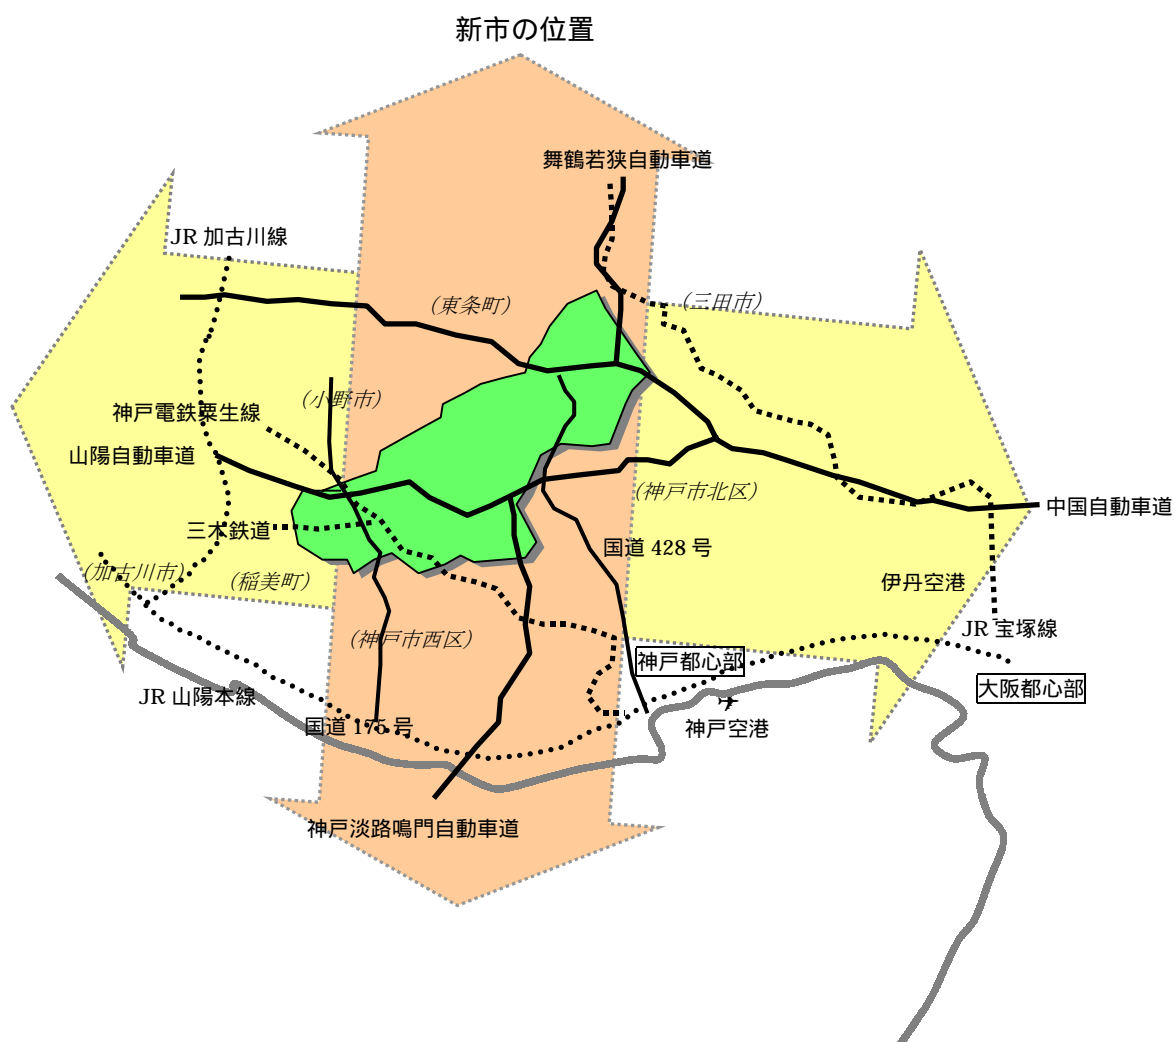 新市の位置
舞鶴若狭自動車道
JR 加古川線
（東条町）
（三田市）
（小野市）
神戸電鉄粟生線
山陽自動車道
（神戸市北区）
中国自動車道
三木鉄道
国道 428 号
（加古川市）
（稲美町）
伊丹空港
JR 宝塚線
（神戸市西区）
神戸都心部
大阪都心部
JR 山陽本線
国道 175 号
神戸空港
神戸淡路鳴門自動車道